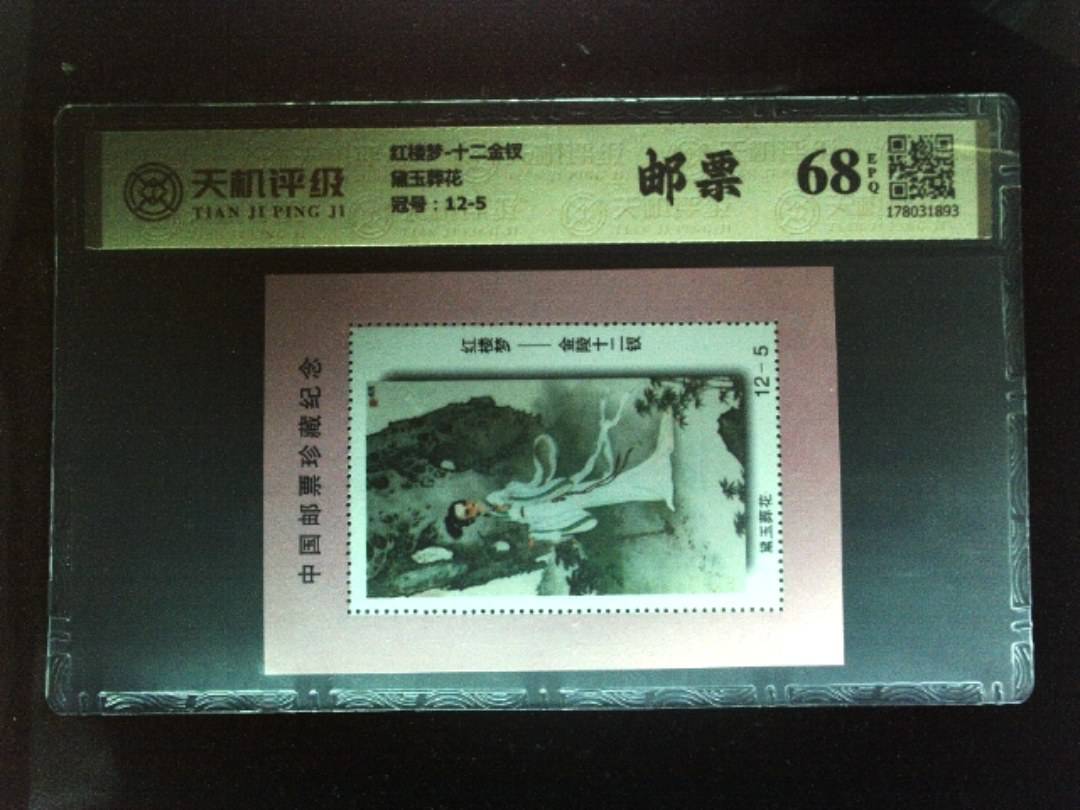 天机评级
TIAN JI PING JI
红楼梦-十二金钗
黛玉葬花
冠号：12-5
邮票
68
EPQ
178031893
中国邮票珍藏纪念
红楼梦——金陵十二钗
12-5
黛玉葬花